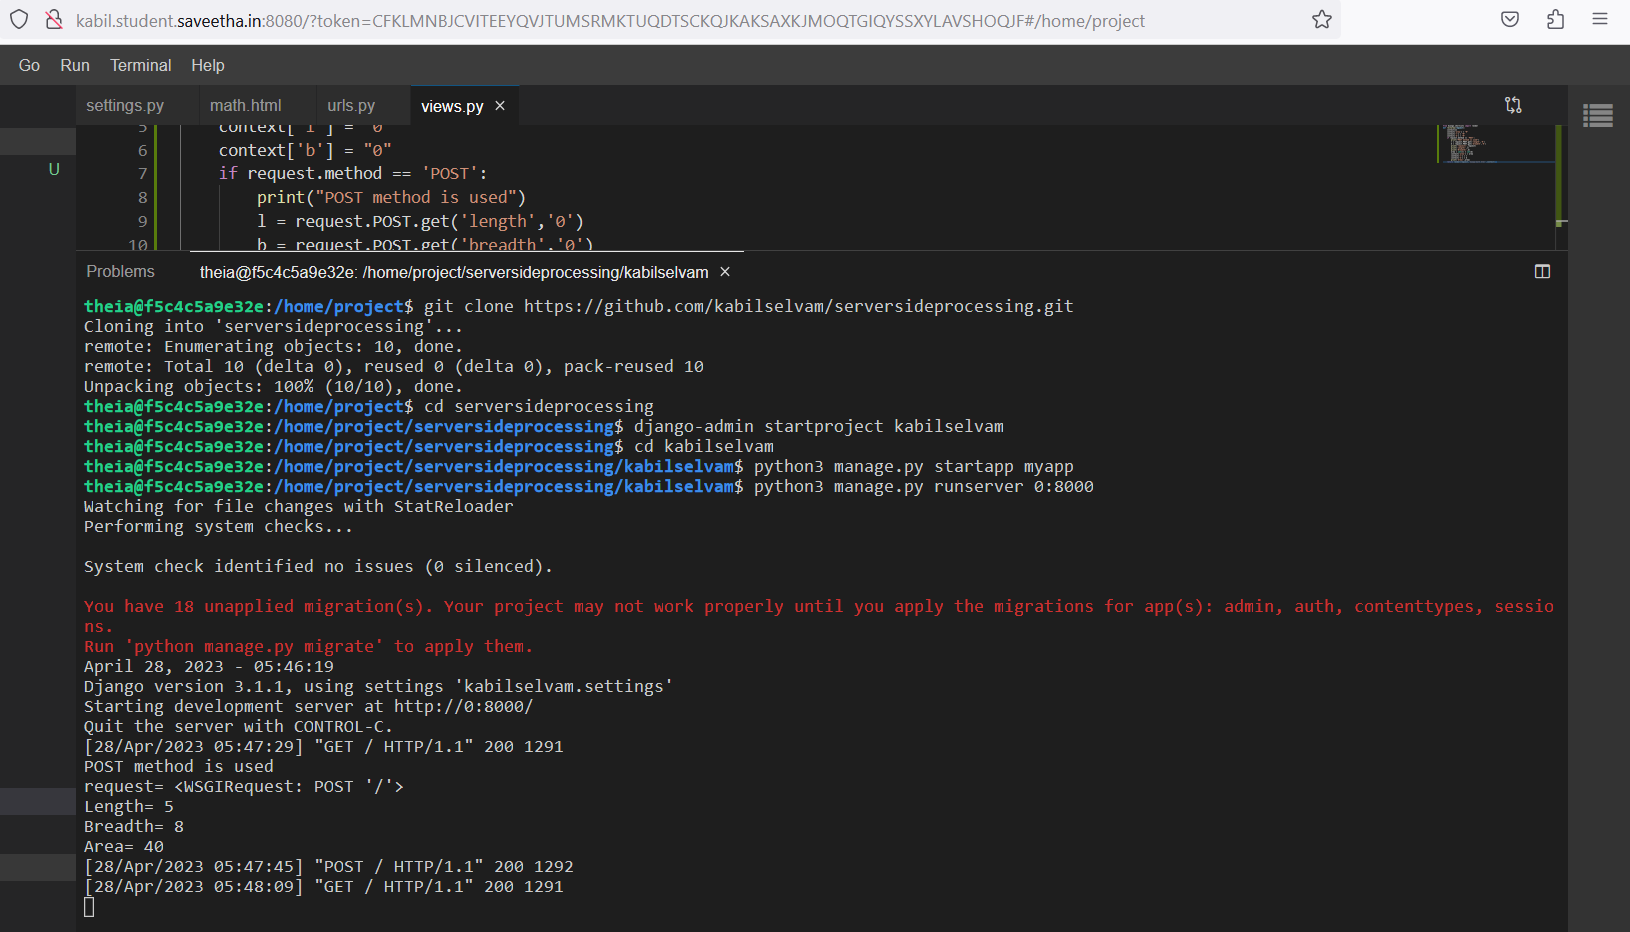 kabil.student.saveetha.in:8080/?token=CFKLMNBJCVITEEYQVJTUMSRMKTUQDTSCKQJKAKSAXKJMOQTGIQYSSXYLAVSHOQJF#/home/project
Go Run Terminal Help
settings.py math.html urls.py views.py ×
5 context['l'] = "0"
6 context['b'] = "0"
7 if request.method == 'POST':
8 print("POST method is used")
9 l = request.POST.get('length','0')
10 b = request.POST.get('breadth','0')
U
Problems theia@f5c4c5a9e32e: /home/project/serversideprocessing/kabilselvam ×
theia@f5c4c5a9e32e:/home/project$ git clone https://github.com/kabilselvam/serversideprocessing.git
Cloning into 'serversideprocessing'...
remote: Enumerating objects: 10, done.
remote: Total 10 (delta 0), reused 0 (delta 0), pack-reused 10
Unpacking objects: 100% (10/10), done.
theia@f5c4c5a9e32e:/home/project$ cd serversideprocessing
theia@f5c4c5a9e32e:/home/project/serversideprocessing$ django-admin startproject kabilselvam
theia@f5c4c5a9e32e:/home/project/serversideprocessing$ cd kabilselvam
theia@f5c4c5a9e32e:/home/project/serversideprocessing/kabilselvam$ python3 manage.py startapp myapp
theia@f5c4c5a9e32e:/home/project/serversideprocessing/kabilselvam$ python3 manage.py runserver 0:8000
Watching for file changes with StatReloader
Performing system checks...
System check identified no issues (0 silenced).
You have 18 unapplied migration(s). Your project may not work properly until you apply the migrations for app(s): admin, auth, contenttypes, sessio
ns.
Run 'python manage.py migrate' to apply them.
April 28, 2023 - 05:46:19
Django version 3.1.1, using settings 'kabilselvam.settings'
Starting development server at http://0:8000/
Quit the server with CONTROL-C.
[28/Apr/2023 05:47:29] "GET / HTTP/1.1" 200 1291
POST method is used
request= <WSGIRequest: POST '/'>
Length= 5
Breadth= 8
Area= 40
[28/Apr/2023 05:47:45] "POST / HTTP/1.1" 200 1292
[28/Apr/2023 05:48:09] "GET / HTTP/1.1" 200 1291